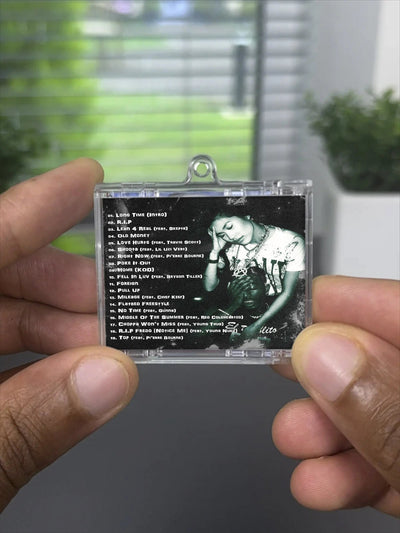 01. Long Time (Intro)
02. R.I.P
03. Lean 4 Real (feat. Skepta)
04. Old Money
05. Love Hurts (feat. Travis Scott)
06. Shoota (feat. Lil Uzi Vert)
07. Right Now (feat. Pi'erre Bourne)
08. Poke It Out
Home (KOD)
10. Fell In Luv (feat. Bryson Tiller)
11. Foreign
12. Pull Up
13. Mileage (feat. Chief Keef)
14. FlatBed Freestyle
15. No Time (feat. Gunna)
16. Middle Of The Summer (feat. Red Coldhearted)
17. Choppa Won't Miss (feat. Young Thug)
18. R.I.P Fredo (Notice Me) (feat. Young Nudy)
19. Top (feat. Pi'erre Bourne)